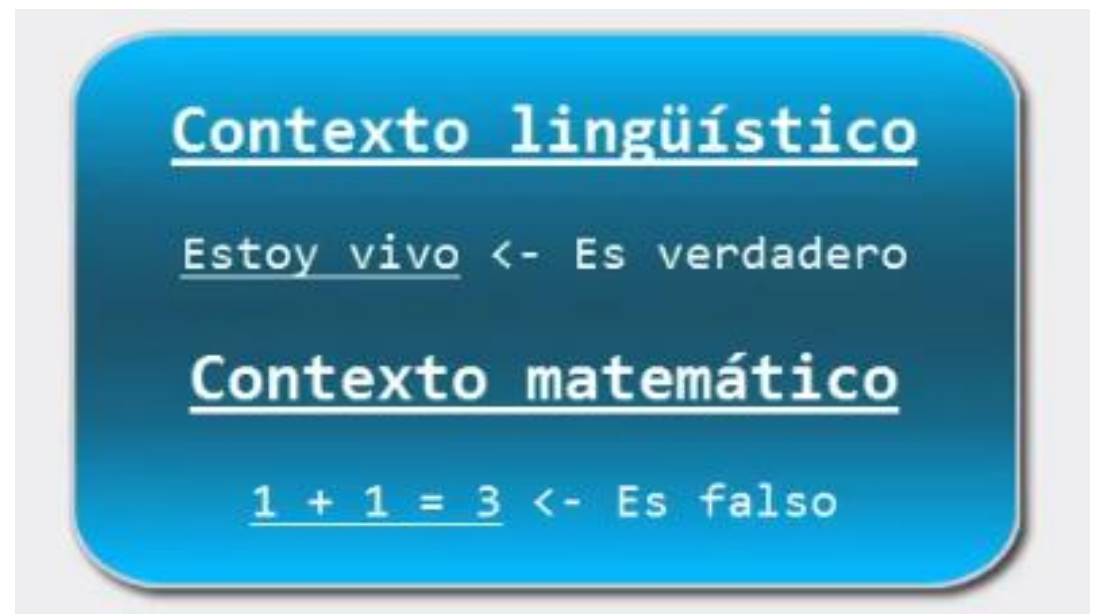 Contexto lingüístico
Estoy vivo <- Es verdadero
Contexto matemático
1 + 1 = 3 <- Es falso